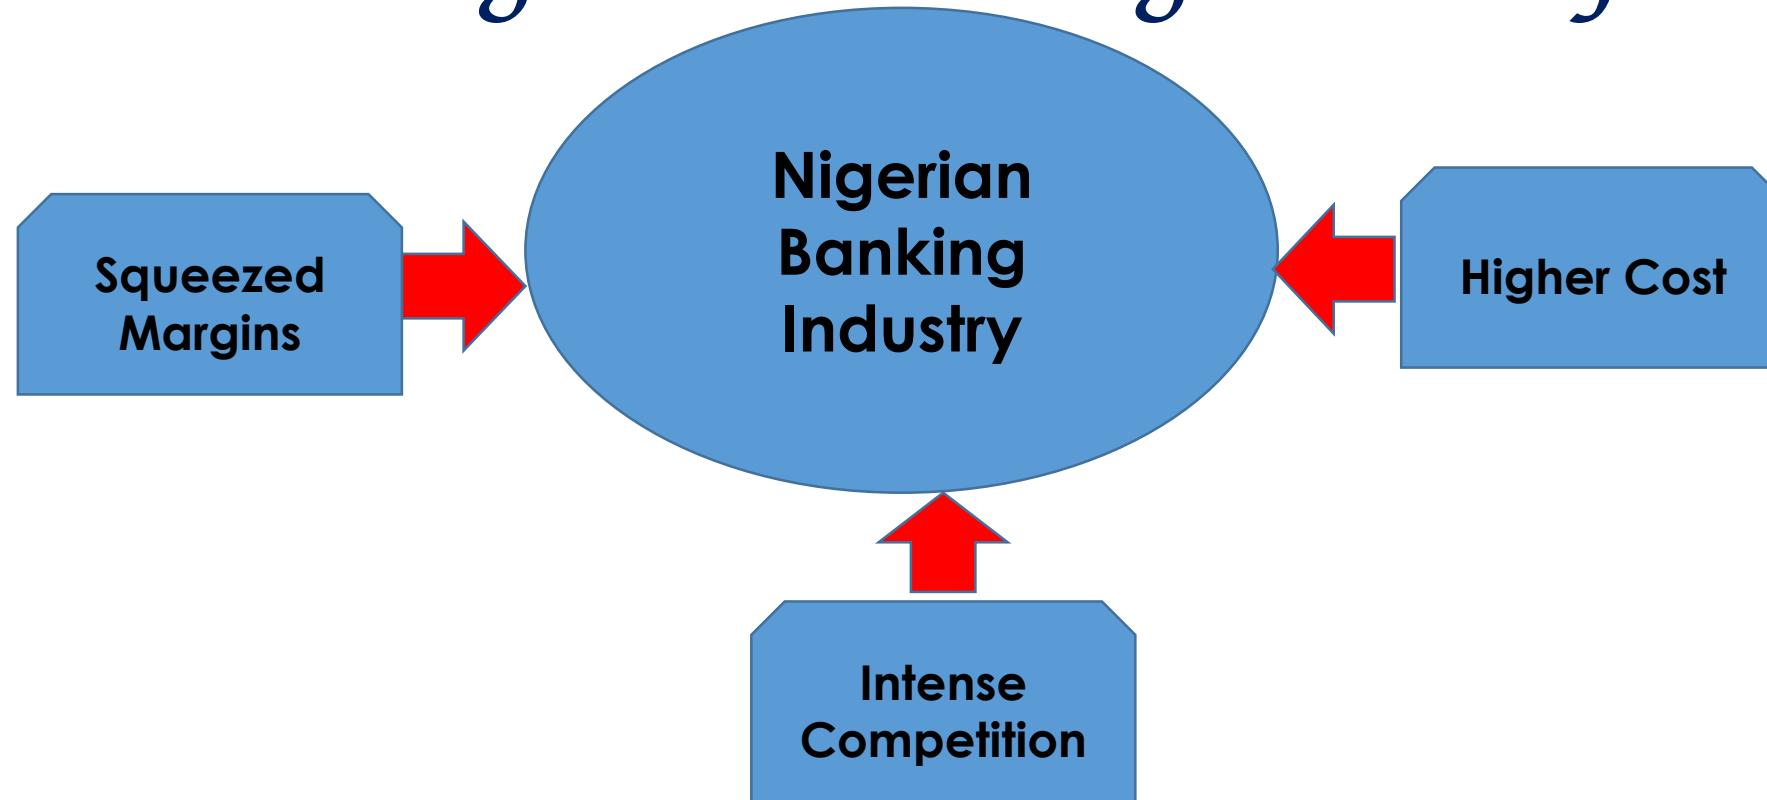 Nigerian
Banking
Industry
Squeezed
Margins
Higher Cost
Intense
Competition